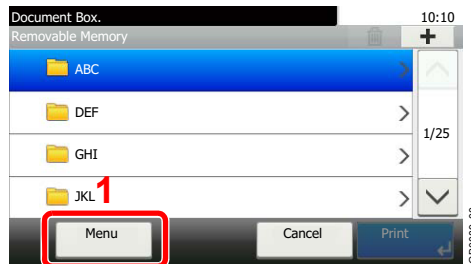 Document Box. 10:10
Removable Memory
ABC
DEF
1/25
GHI
JKL 1
Menu Cancel Print